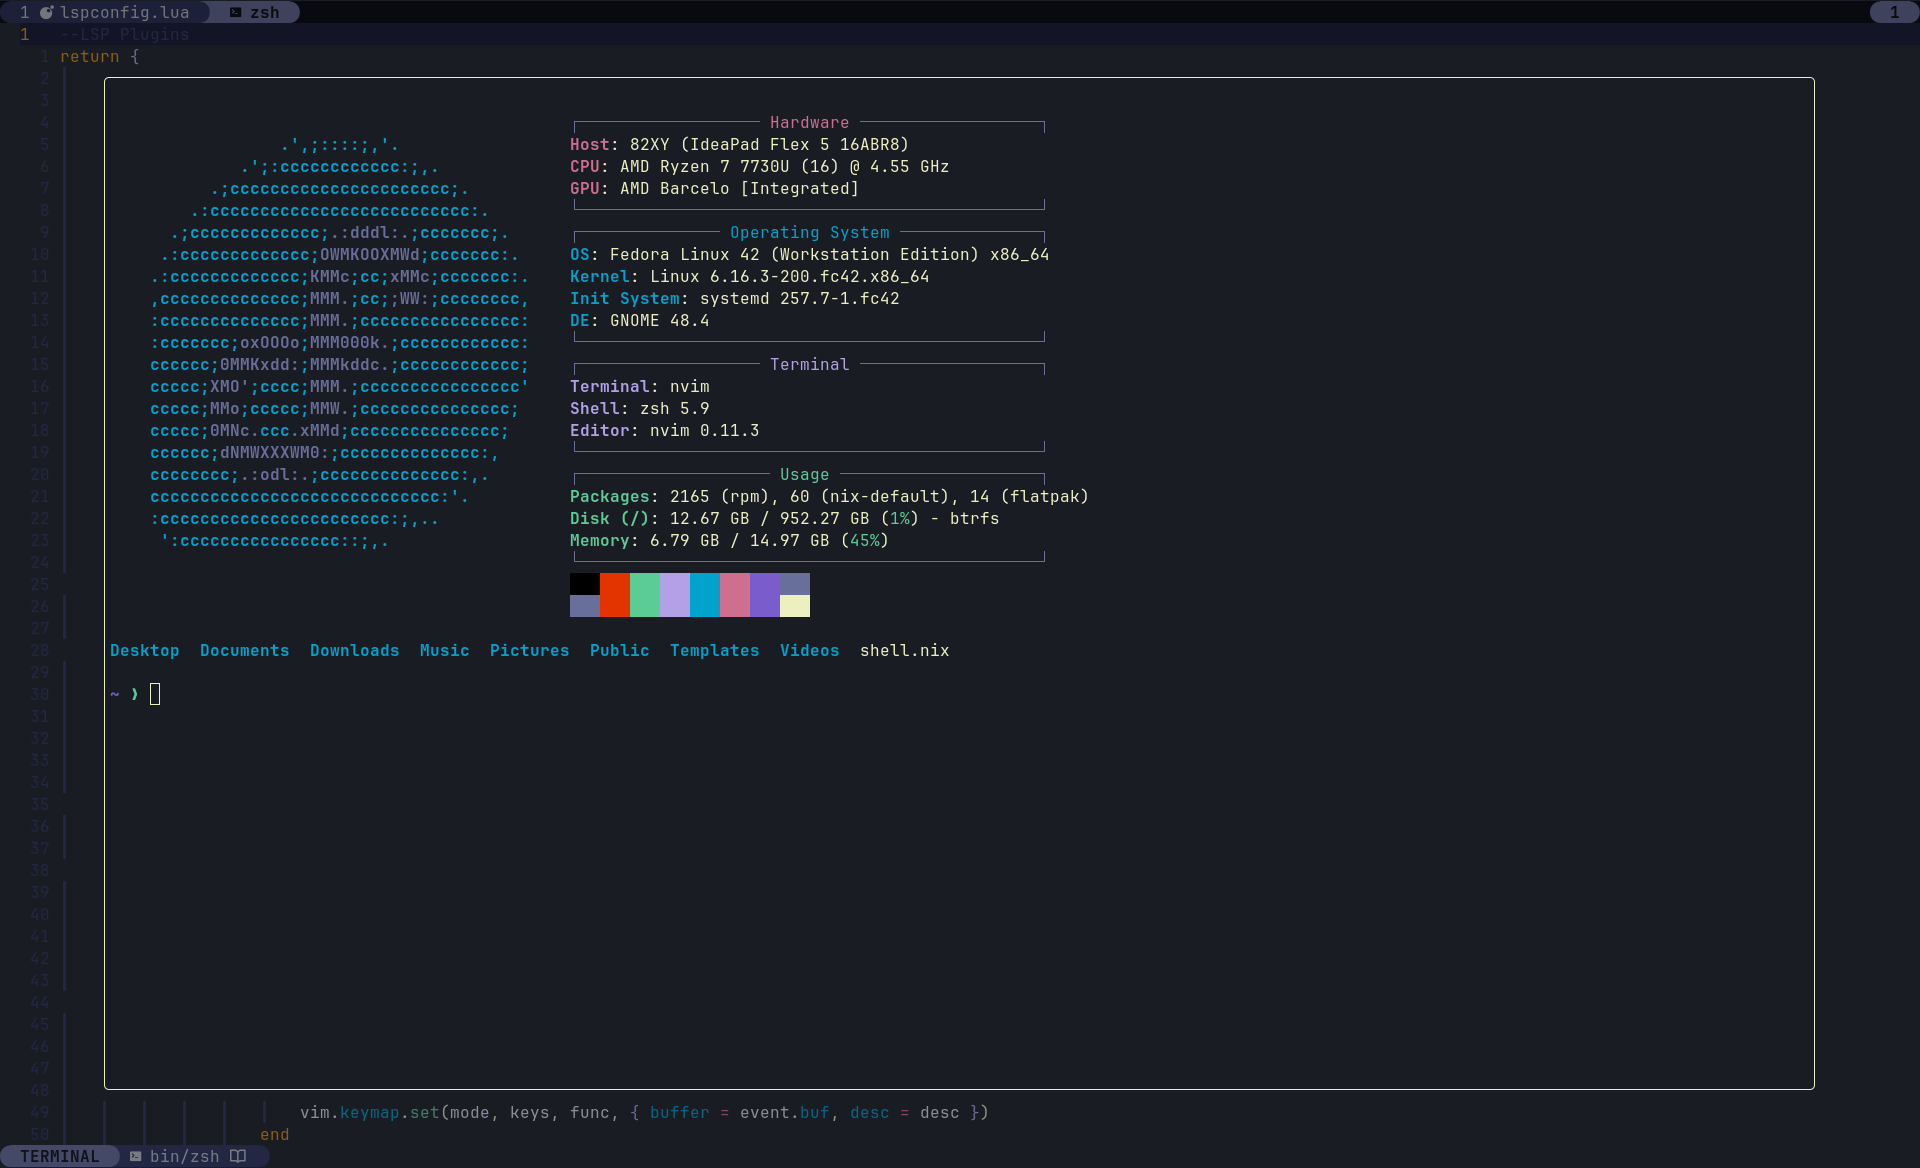 1 lspconfig.lua zsh 1
1 --LSP Plugins
1 return {
2
3
4 Hardware
5 .',;::::;,'. Host: 82XY (IdeaPad Flex 5 16ABR8)
6 .';:cccccccccccc:;,. CPU: AMD Ryzen 7 7730U (16) @ 4.55 GHz
7 .;cccccccccccccccccccccc;. GPU: AMD Barcelo [Integrated]
8 .:cccccccccccccccccccccccccc:.
9 .;ccccccccccccc;.:dddl:.;ccccccc;. Operating System
10 .:ccccccccccccc;OWMKOOXMWd;ccccccc:. OS: Fedora Linux 42 (Workstation Edition) x86_64
11 .:ccccccccccccc;KMMc;cc;xMMc;ccccccc:. Kernel: Linux 6.16.3-200.fc42.x86_64
12 ,cccccccccccccc;MMM.;cc;;WW:;cccccccc, Init System: systemd 257.7-1.fc42
13 :cccccccccccccc;MMM.;cccccccccccccccc: DE: GNOME 48.4
14 :ccccccc;oxOOOo;MMM000k.;cccccccccccc:
15 cccccc;0MMKxdd:;MMMkddc.;cccccccccccc; Terminal
16 ccccc;XMO';cccc;MMM.;cccccccccccccccc' Terminal: nvim
17 ccccc;MMo;ccccc;MMW.;ccccccccccccccc; Shell: zsh 5.9
18 ccccc;0MNc.ccc.xMMd;ccccccccccccccc; Editor: nvim 0.11.3
19 cccccc;dNMWXXXWM0:;cccccccccccccc:,
20 cccccccc;.:odl:.;cccccccccccccc:,. Usage
21 ccccccccccccccccccccccccccccc:'. Packages: 2165 (rpm), 60 (nix-default), 14 (flatpak)
22 :ccccccccccccccccccccccc:;,.. Disk (/): 12.67 GB / 952.27 GB (1%) - btrfs
23 ':cccccccccccccccc::;,. Memory: 6.79 GB / 14.97 GB (45%)
24
25
26
27
28 Desktop Documents Downloads Music Pictures Public Templates Videos shell.nix
29
30 ~ ❯
31
32
33
34
35
36
37
38
39
40
41
42
43
44
45
46
47
48
49 vim.keymap.set(mode, keys, func, { buffer = event.buf, desc = desc })
50 end
TERMINAL bin/zsh